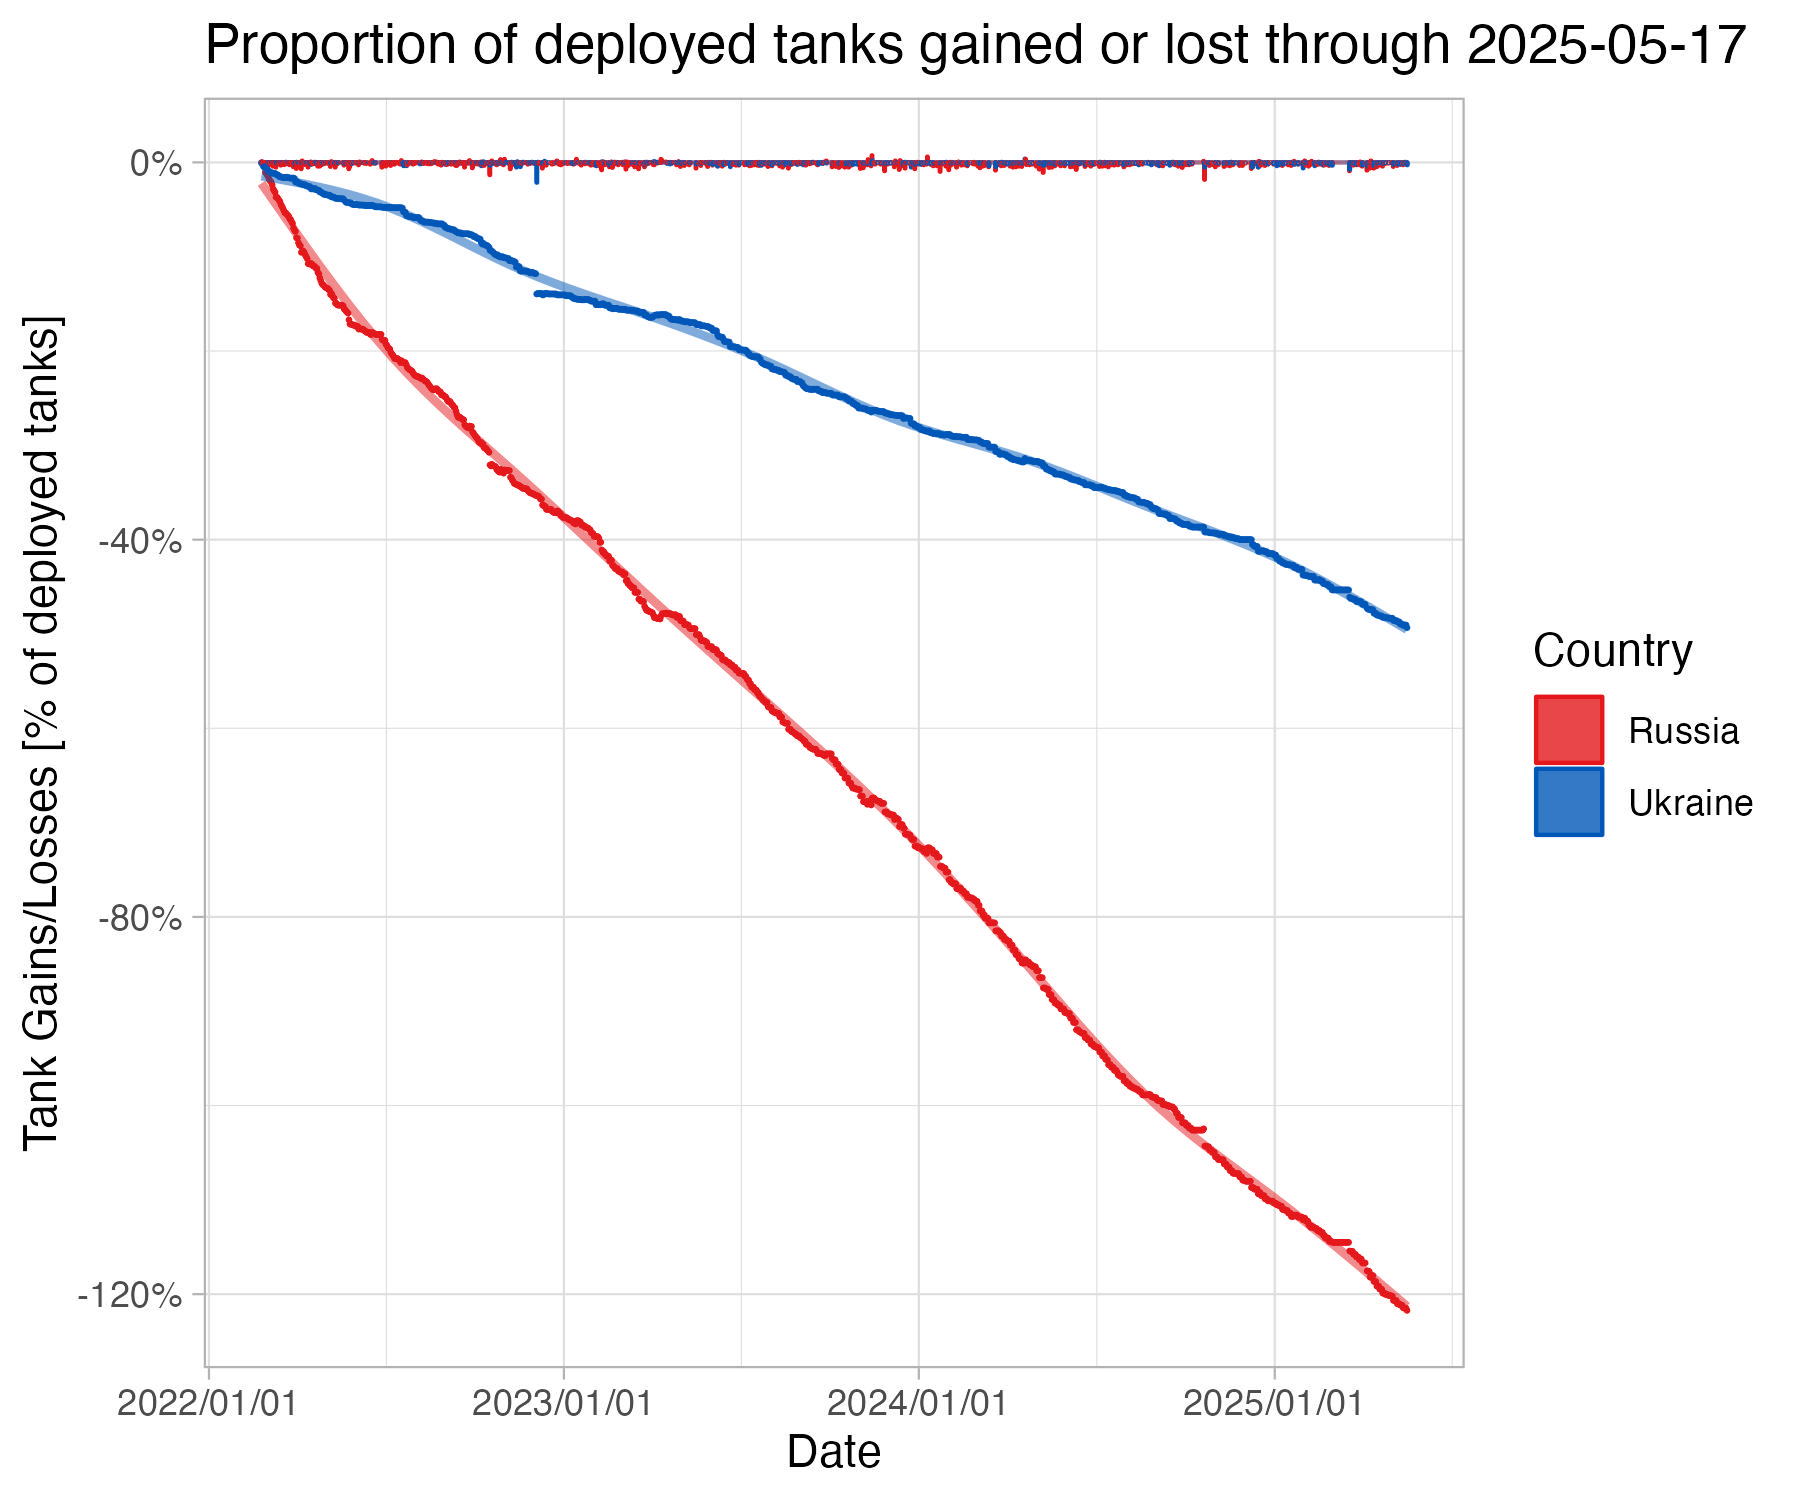 Proportion of deployed tanks gained or lost through 2025-05-17
Tank Gains/Losses [% of deployed tanks]
0%
-40%
-80%
-120%
2022/01/01
2023/01/01
2024/01/01
2025/01/01
Date
Country
Russia
Ukraine